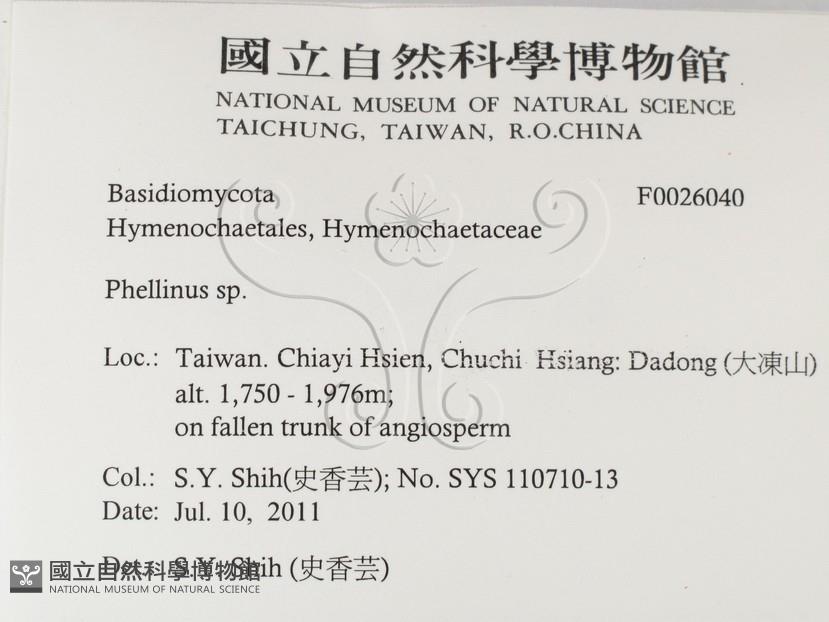 國立自然科學博物館
NATIONAL MUSEUM OF NATURAL SCIENCE
TAICHUNG, TAIWAN, R.O.CHINA
Basidiomycota F0026040
Hymenochaetales, Hymenochaetaceae
Phellinus sp.
Loc.: Taiwan. Chiayi Hsien, Chuchi Hsiang: Dadong (大凍山)
alt. 1,750 - 1,976m;
on fallen trunk of angiosperm
Col.: S.Y. Shih(史香芸); No. SYS 110710-13
Date: Jul. 10, 2011
Det.: S.Y. Shih (史香芸)
國立自然科學博物館
NATIONAL MUSEUM OF NATURAL SCIENCE